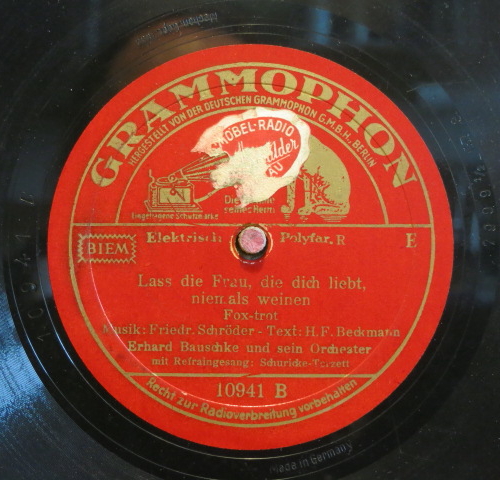 GRAMMOPHON
HERGESTELLT VON DER DEUTSCHEN GRAMMOPHON G.M.B.H. BERLIN
MÖBEL-RADIO
AU
Die
seines Herrn
Eingetragene Schutzmarke
BIEM Elektrisch Polyfar. R E
Lass die Frau, die dich liebt,
niemals weinen
Fox-trot
Musik: Friedr. Schröder - Text: H.F. Beckmann
Erhard Bauschke und sein Orchester
mit Refraingesang: Schuricke-Terzett
10941 B
Recht zur Radioverbreitung vorbehalten
Made in Germany